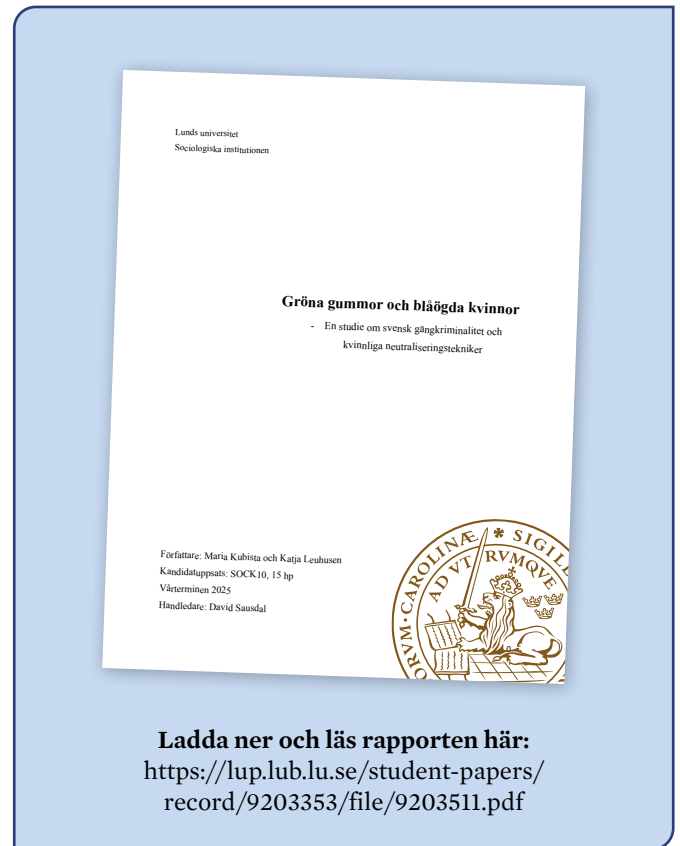 Lunds universitet
Sociologiska institutionen
Gröna gummor och blåögda kvinnor
- En studie om svensk gängkriminalitet och
kvinnliga neutraliseringstekniker
Författare: Maria Kubista och Katja Leuhusen
Kandidatuppsats: SOCK10, 15 hp
Vårterminen 2025
Handledare: David Sausdal
ORVM·CAROLINÆ * SIGILL
AD VTRVMQVE
Ladda ner och läs rapporten här:
https://lup.lub.lu.se/student-papers/
record/9203353/file/9203511.pdf